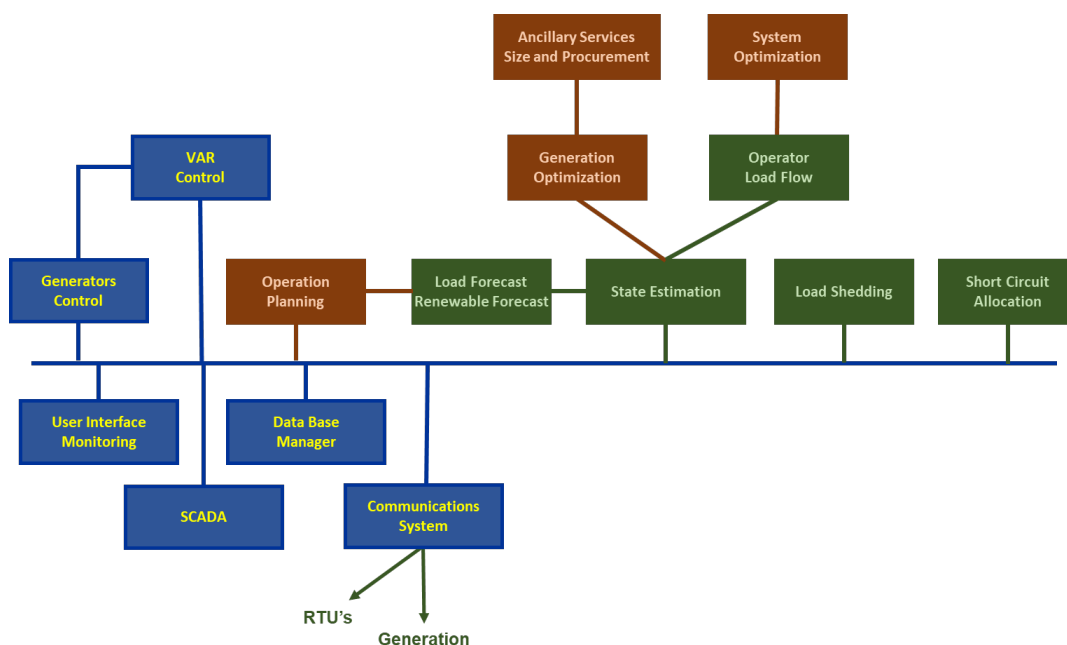 Ancillary Services
Size and Procurement
System
Optimization
VAR
Control
Generation
Optimization
Operator
Load Flow
Generators
Control
Operation
Planning
Load Forecast
Renewable Forecast
State Estimation
Load Shedding
Short Circuit
Allocation
User Interface
Monitoring
Data Base
Manager
SCADA
Communications
System
RTU's
Generation